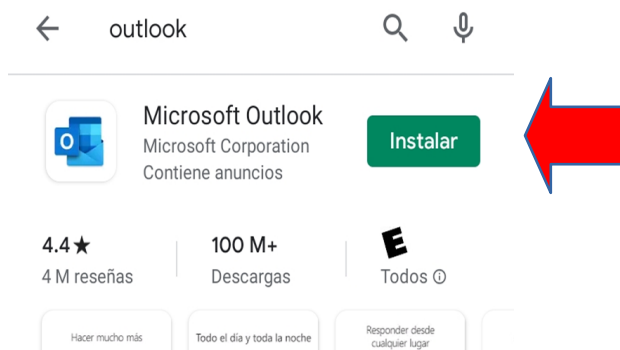 outlook
Microsoft Outlook
Microsoft Corporation
Contiene anuncios
Instalar
4.4★
4 M reseñas
100 M+
Descargas
E
Todos
Hacer mucho más
Todo el día y toda la noche
Responder desde
cualquier lugar